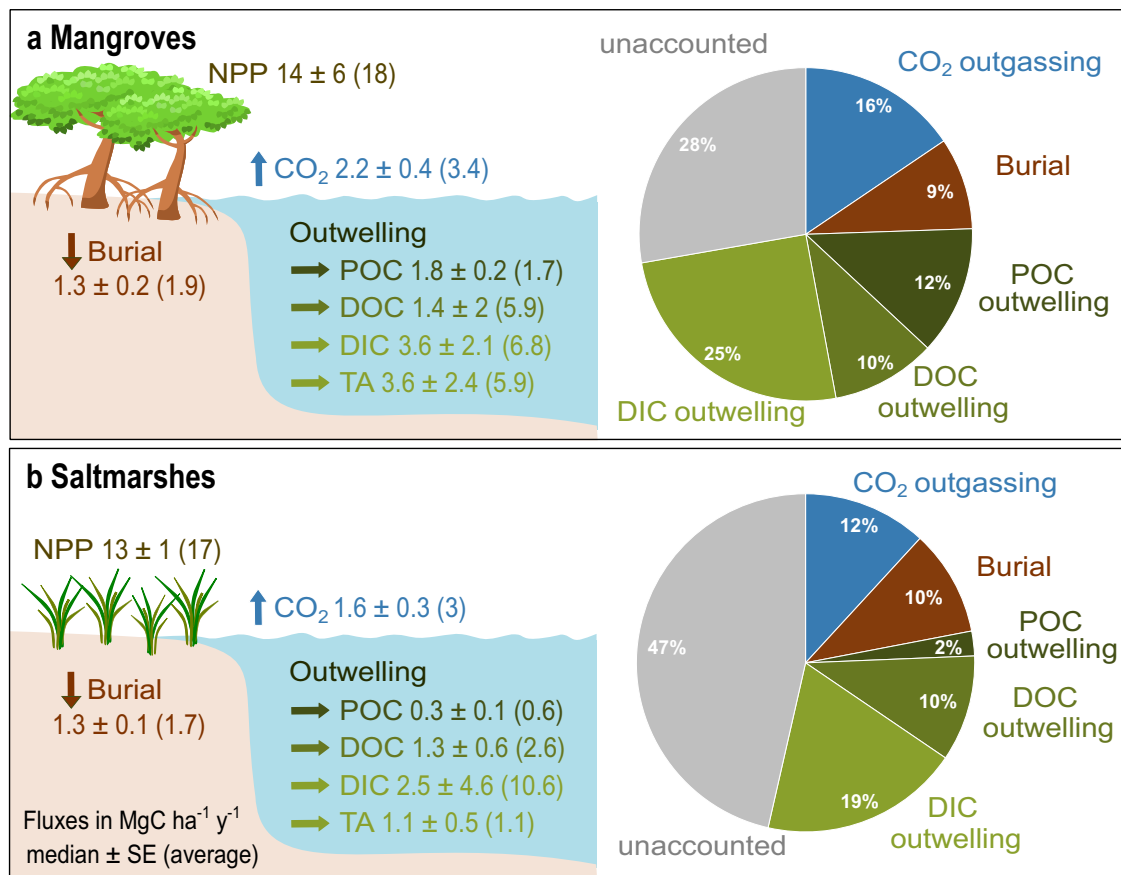 a Mangroves
NPP 14 ± 6 (18)
CO₂ 2.2 ± 0.4 (3.4)
Burial
1.3 ± 0.2 (1.9)
Outwelling
POC 1.8 ± 0.2 (1.7)
DOC 1.4 ± 2 (5.9)
DIC 3.6 ± 2.1 (6.8)
TA 3.6 ± 2.4 (5.9)
unaccounted
28%
CO₂ outgassing
16%
Burial
9%
POC
outwelling
12%
DOC
outwelling
10%
DIC outwelling
25%
b Saltmarshes
NPP 13 ± 1 (17)
CO₂ 1.6 ± 0.3 (3)
Burial
1.3 ± 0.1 (1.7)
Outwelling
POC 0.3 ± 0.1 (0.6)
DOC 1.3 ± 0.6 (2.6)
DIC 2.5 ± 4.6 (10.6)
TA 1.1 ± 0.5 (1.1)
Fluxes in MgC ha⁻¹ y⁻¹
median ± SE (average)
CO₂ outgassing
12%
Burial
10%
POC
outwelling
2%
DOC
outwelling
10%
DIC
outwelling
19%
unaccounted
47%